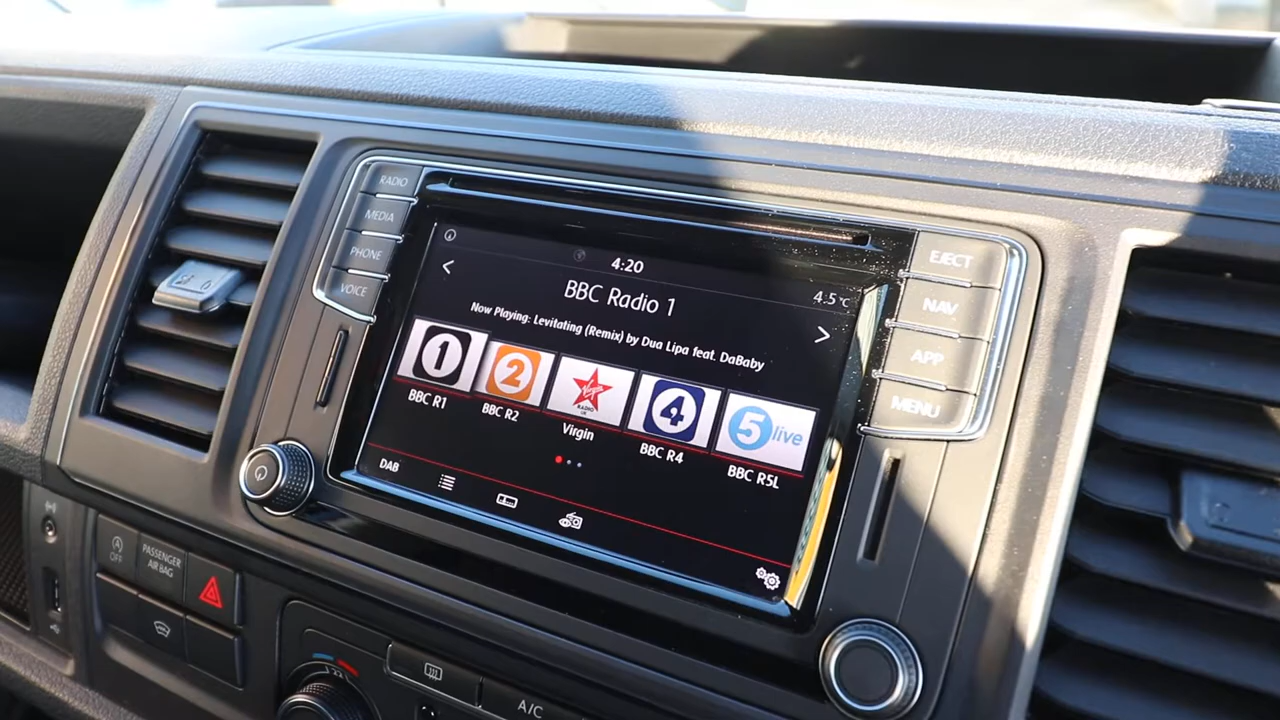 RADIO
MEDIA
PHONE
VOICE
4:20
BBC Radio 1
4.5°C
Now Playing: Levitating (Remix) by Dua Lipa feat. DaBaby
1
2
Virgin
RADIO
UK
4
5 live
BBC R1
BBC R2
Virgin
BBC R4
BBC R5L
DAB
EJECT
NAV
APP
MENU
OFF
PASSENGER
AIR BAG
A/C